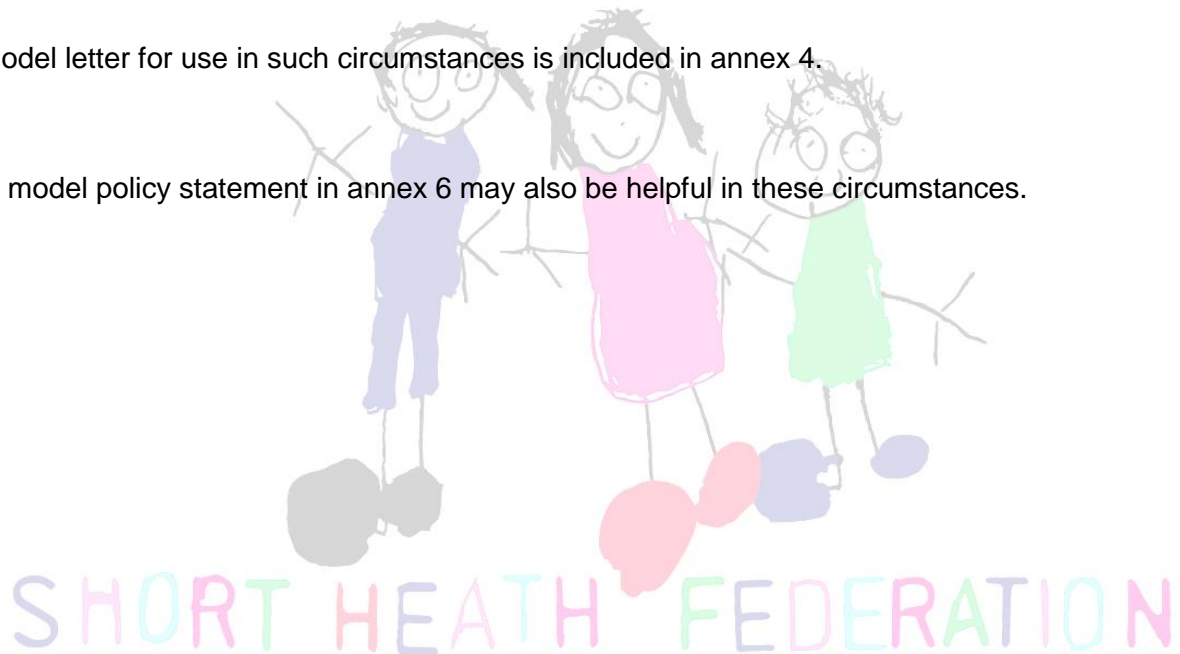 odel letter for use in such circumstances is included in annex 4.
model policy statement in annex 6 may also be helpful in these circumstances.
SHORT HEATH FEDERATION